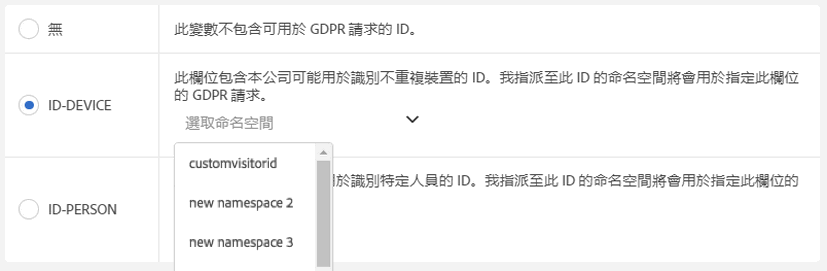 無
此變數不包含可用於 GDPR 請求的 ID。
ID-DEVICE
此欄位包含本公司可能用於識別不重複裝置的 ID。我指派至此 ID 的命名空間將會用於指定此欄位
的 GDPR 請求。
選取命名空間
customvisitorid
new namespace 2
new namespace 3
ID-PERSON
於識別特定人員的 ID。我指派至此 ID 的命名空間將會用於指定此欄位的